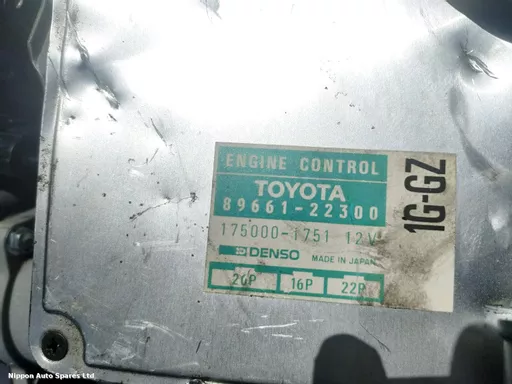 ENGINE CONTROL
TOYOTA
89661-22300
175000-1751 12V
DENSO MADE IN JAPAN
26P 16P 22P
1G-GZ
Nippon Auto Spares Ltd